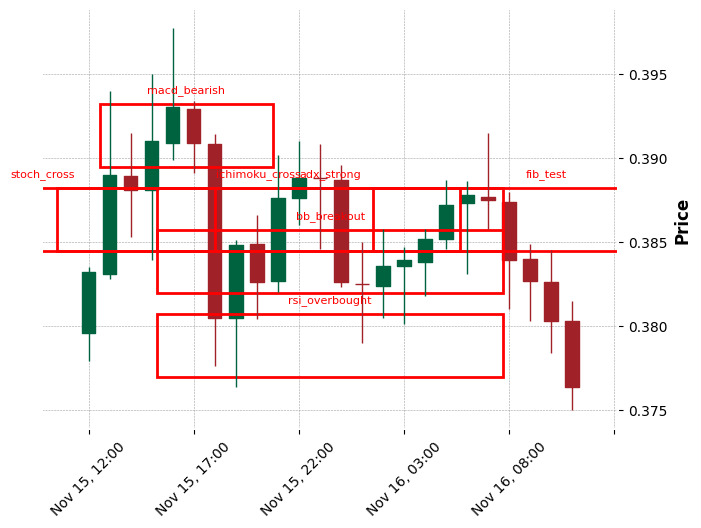 0.395
macd_bearish
0.390
stoch_cross
ichimoku_cross
adx_strong
fib_test
bb_breakout
0.385
Price
rsi_overbought
0.380
0.375
Nov 15, 12:00
Nov 15, 17:00
Nov 15, 22:00
Nov 16, 03:00
Nov 16, 08:00